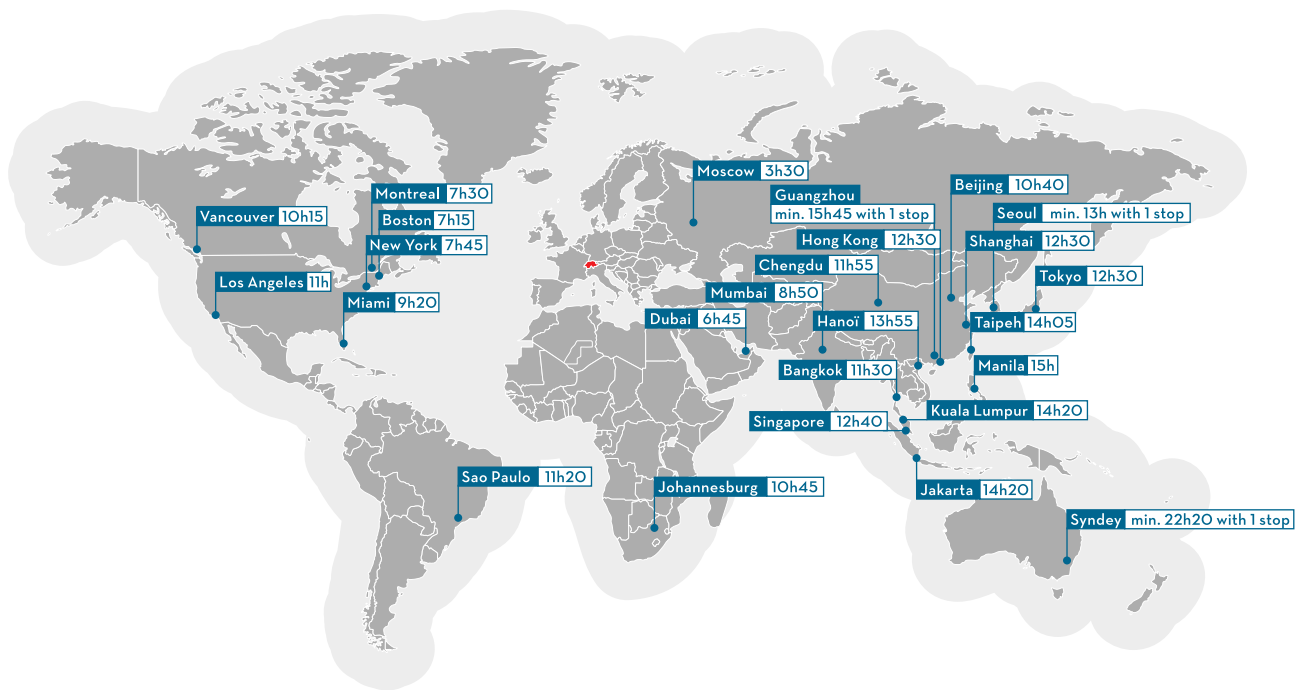 Moscow 3h30
Guangzhou
min. 15h45 with 1 stop
Beijing 10h40
Montreal 7h30
Vancouver 10h15
Boston 7h15
Seoul min. 13h with 1 stop
New York 7h45
Hong Kong 12h30
Shanghai 12h30
Chengdu 11h55
Tokyo 12h30
Los Angeles 11h
Mumbai 8h50
Miami 9h20
Dubai 6h45
Hanoï 13h55
Taipeh 14h05
Bangkok 11h30
Manila 15h
Kuala Lumpur 14h20
Singapore 12h40
Sao Paulo 11h20
Johannesburg 10h45
Jakarta 14h20
Syndey min. 22h20 with 1 stop